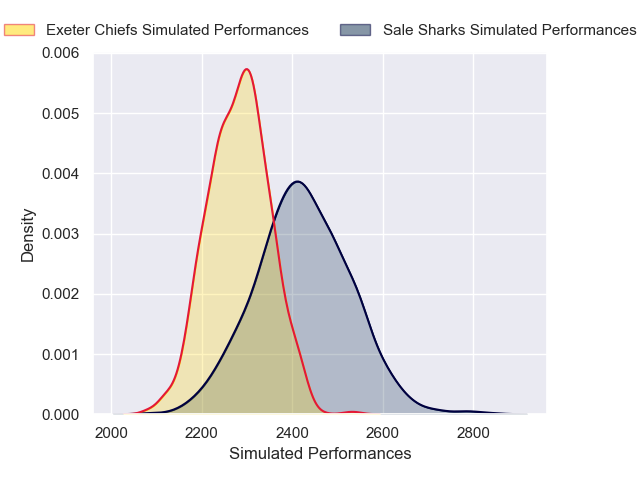 Exeter Chiefs Simulated Performances Sale Sharks Simulated Performances
0.006
0.005
0.004
0.003
0.002
0.001
0.000
Density
2000 2200 2400 2600 2800
Simulated Performances